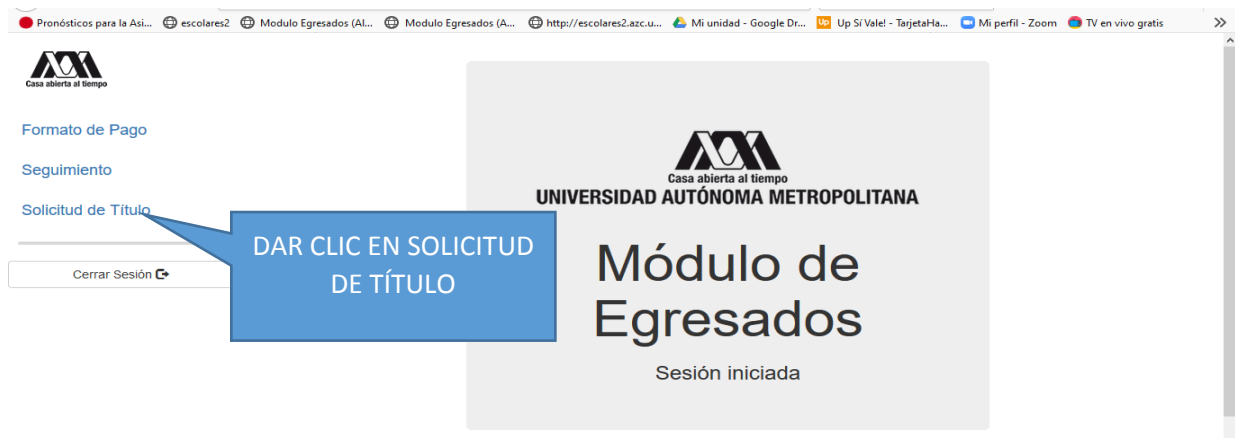 Pronósticos para la Asi... escolares2 Modulo Egresados (Al... Modulo Egresados (A... http://escolares2.azc.u... Mi unidad - Google Dr... Up Up Sí Vale! - TarjetaHa... Mi perfil - Zoom TV en vivo gratis
Casa abierta al tiempo
Formato de Pago
Seguimiento
Solicitud de Título
Cerrar Sesión
DAR CLIC EN SOLICITUD
DE TÍTULO
Casa abierta al tiempo
UNIVERSIDAD AUTÓNOMA METROPOLITANA
Módulo de
Egresados
Sesión iniciada